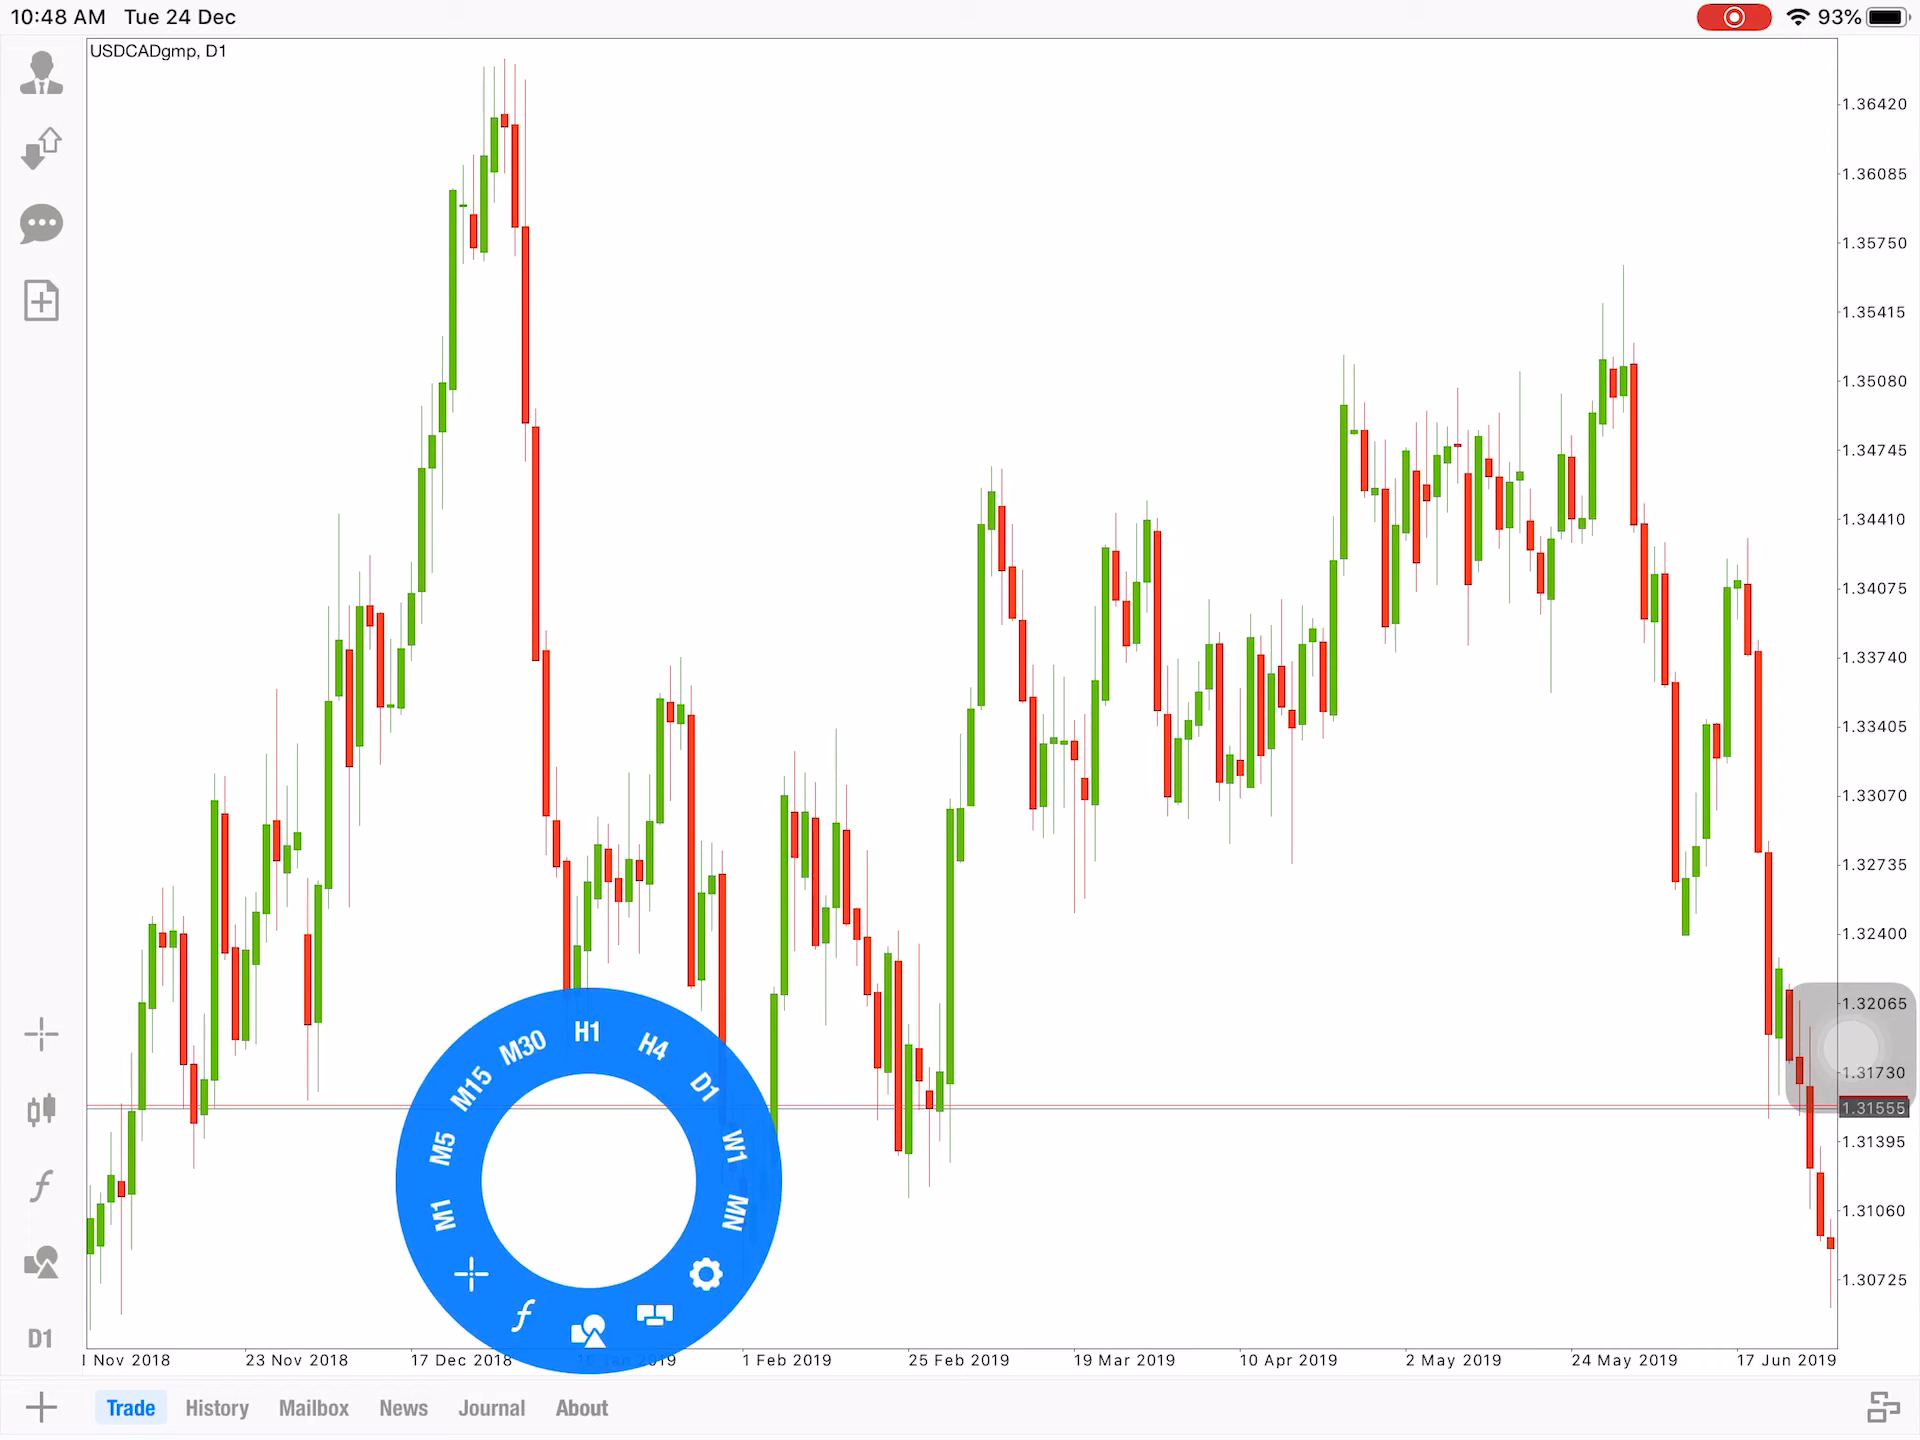 10:48 AM Tue 24 Dec
93%
USDCADgmp, D1
1.36420
1.36085
1.35750
1.35415
1.35080
1.34745
1.34410
1.34075
1.33740
1.33405
1.33070
1.32735
1.32400
1.32065
1.31730
1.31555
1.31395
1.31060
1.30725
M1
M5
M15
M30
H1
H4
D1
W1
MN
f
f
D1
1 Nov 2018
23 Nov 2018
17 Dec 2018
10 Jan 2019
1 Feb 2019
25 Feb 2019
19 Mar 2019
10 Apr 2019
2 May 2019
24 May 2019
17 Jun 2019
Trade History Mailbox News Journal About